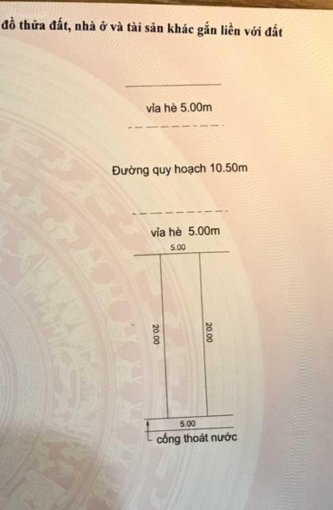 đồ thửa đất, nhà ở và tài sản khác gắn liền với đất
vỉa hè 5.00m
Đường quy hoạch 10.50m
vỉa hè 5.00m
5.00
20.00
20.00
5.00
cống thoát nước